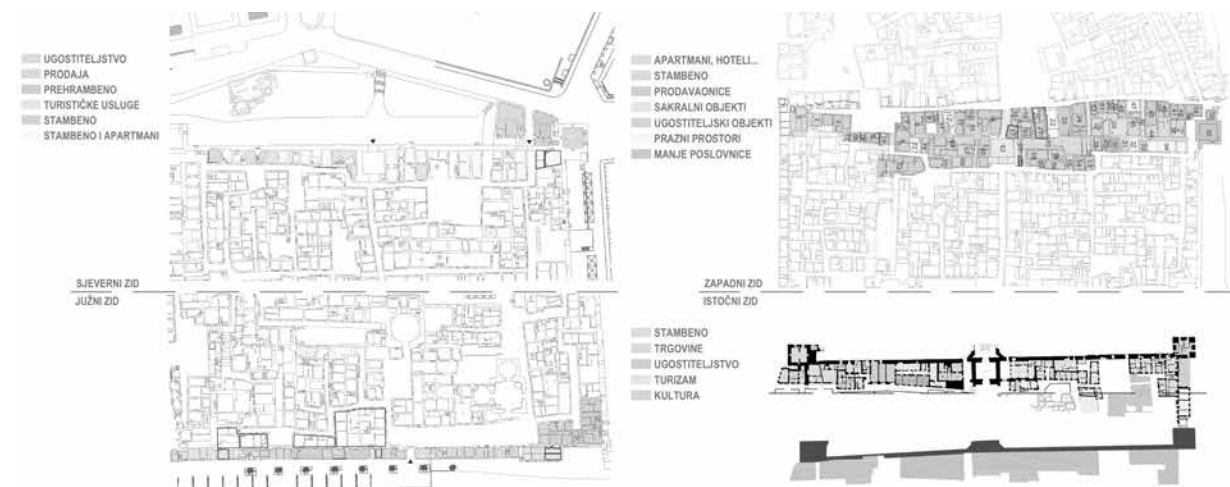 UGOSTITELJSTVO
PRODAJA
PREHRAMBENO
TURISTIČKE USLUGE
STAMBENO
STAMBENO I APARTMANI
SJEVERNI ZID
JUŽNI ZID
APARTMANI, HOTELI...
STAMBENO
PRODAVAONICE
SAKRALNI OBJEKTI
UGOSTITELJSKI OBJEKTI
PRAZNI PROSTORI
MANJE POSLOVNICE
ZAPADNI ZID
ISTOČNI ZID
STAMBENO
TRGOVINE
UGOSTITELJSTVO
TURIZAM
KULTURA